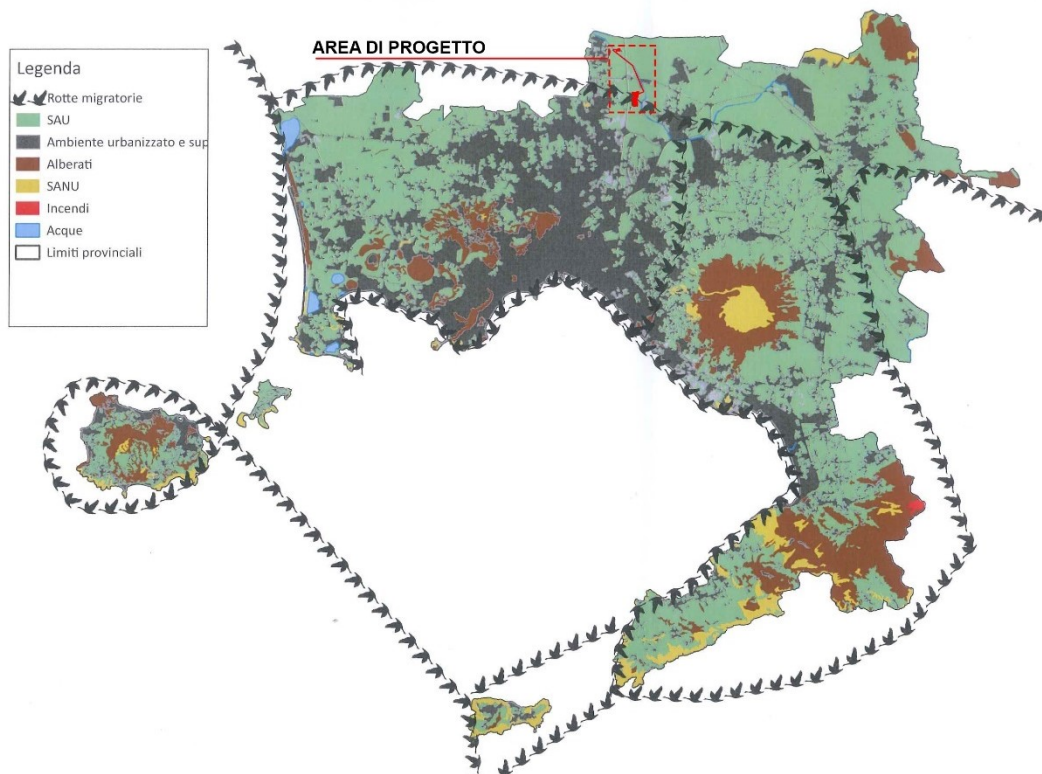 AREA DI PROGETTO
Legenda
Rotte migratorie
SAU
Ambiente urbanizzato e sup
Alberati
SANU
Incendi
Acque
Limiti provinciali